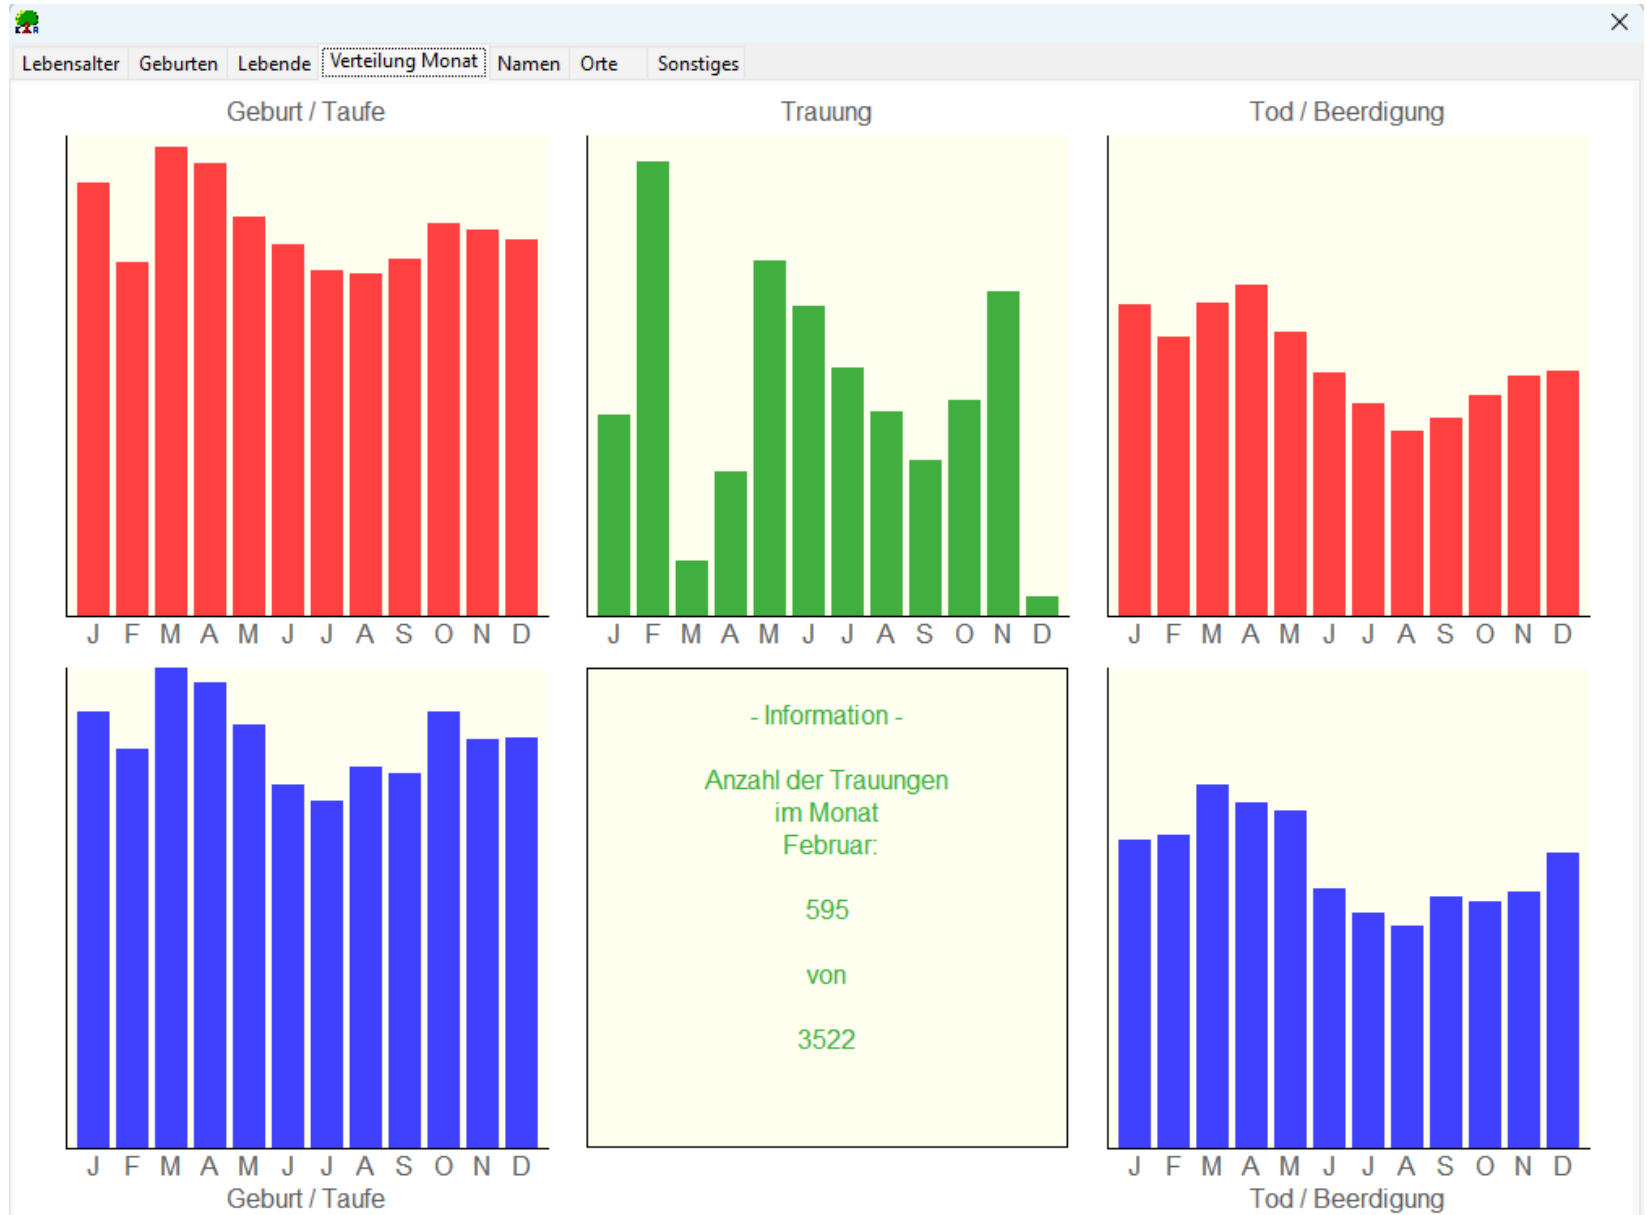 Lebensalter Geburten Lebende Verteilung Monat Namen Orte Sonstiges
Geburt / Taufe
J F M A M J J A S O N D
Trauung
J F M A M J J A S O N D
Tod / Beerdigung
J F M A M J J A S O N D
J F M A M J J A S O N D
Geburt / Taufe
- Information -
Anzahl der Trauungen
im Monat
Februar:
595
von
3522
J F M A M J J A S O N D
Tod / Beerdigung